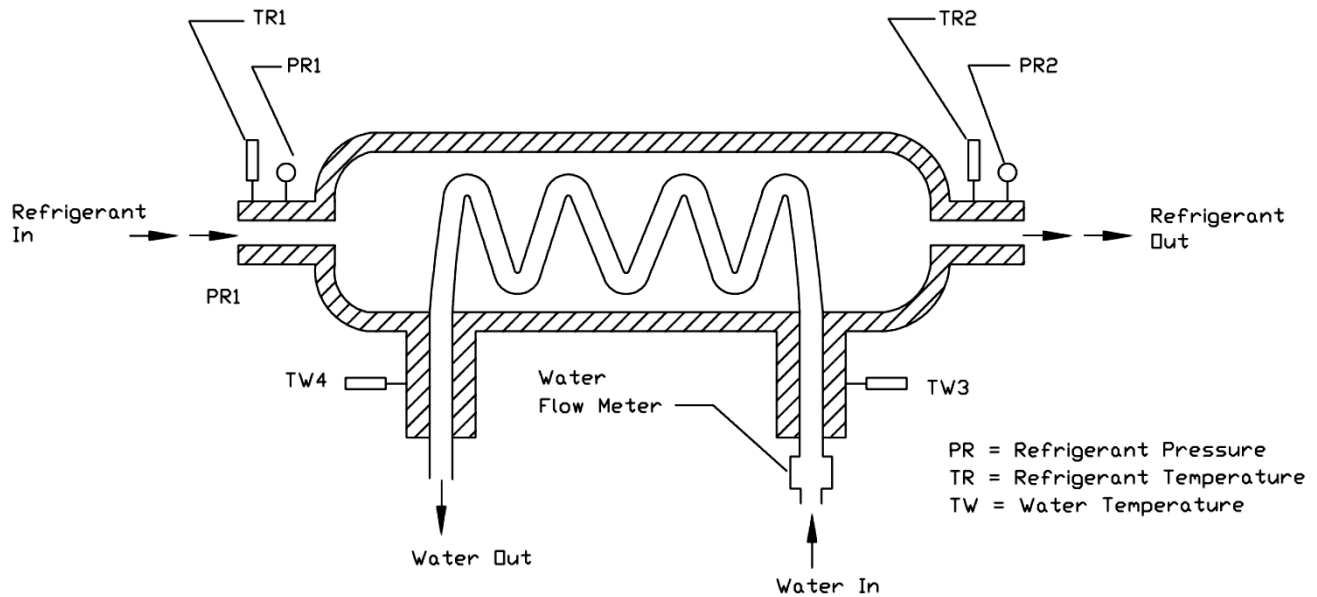 TR1
TR2
PR1
PR2
Refrigerant
In
Refrigerant
Out
PR1
TW4
Water
Flow Meter
TW3
PR = Refrigerant Pressure
TR = Refrigerant Temperature
TW = Water Temperature
Water Out
Water In